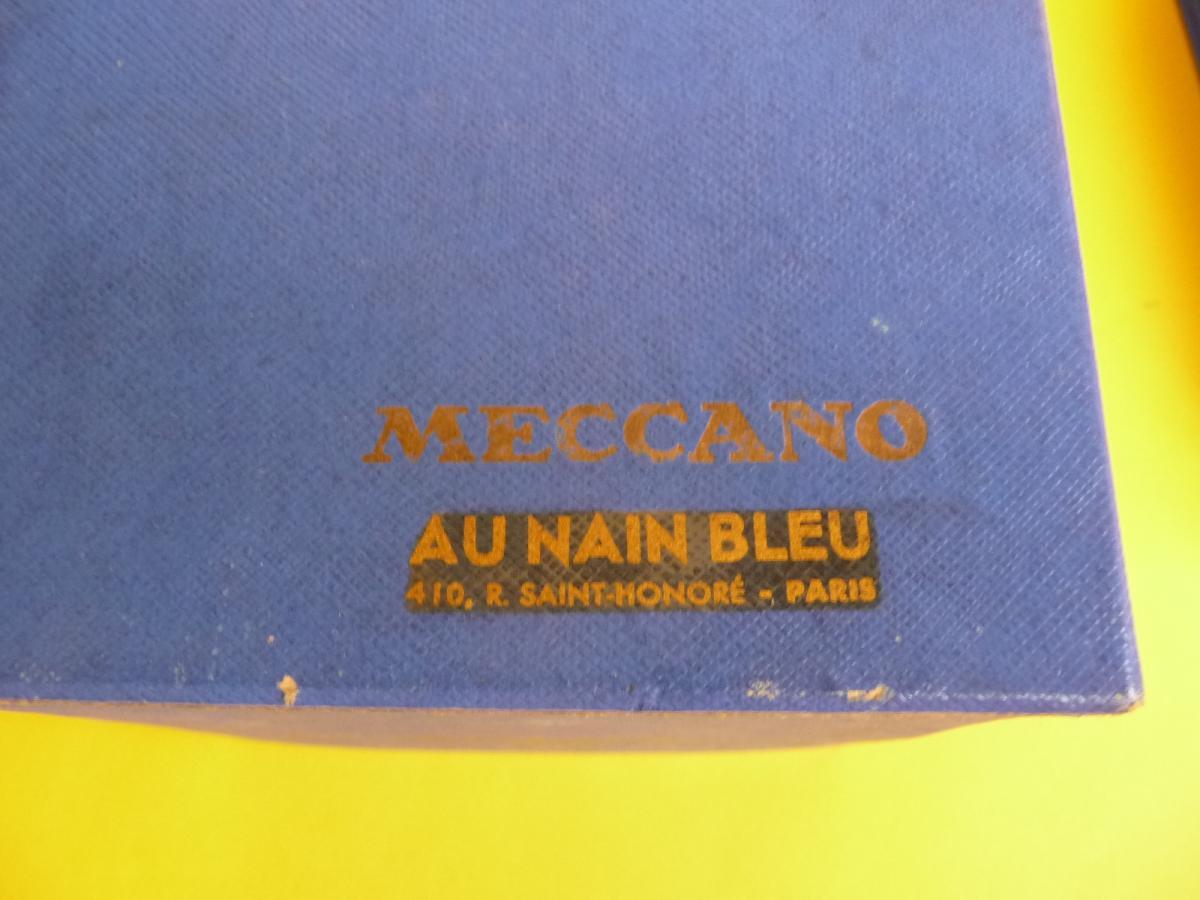 MECCANO
AU NAIN BLEU
410, R. SAINT-HONORÉ - PARIS